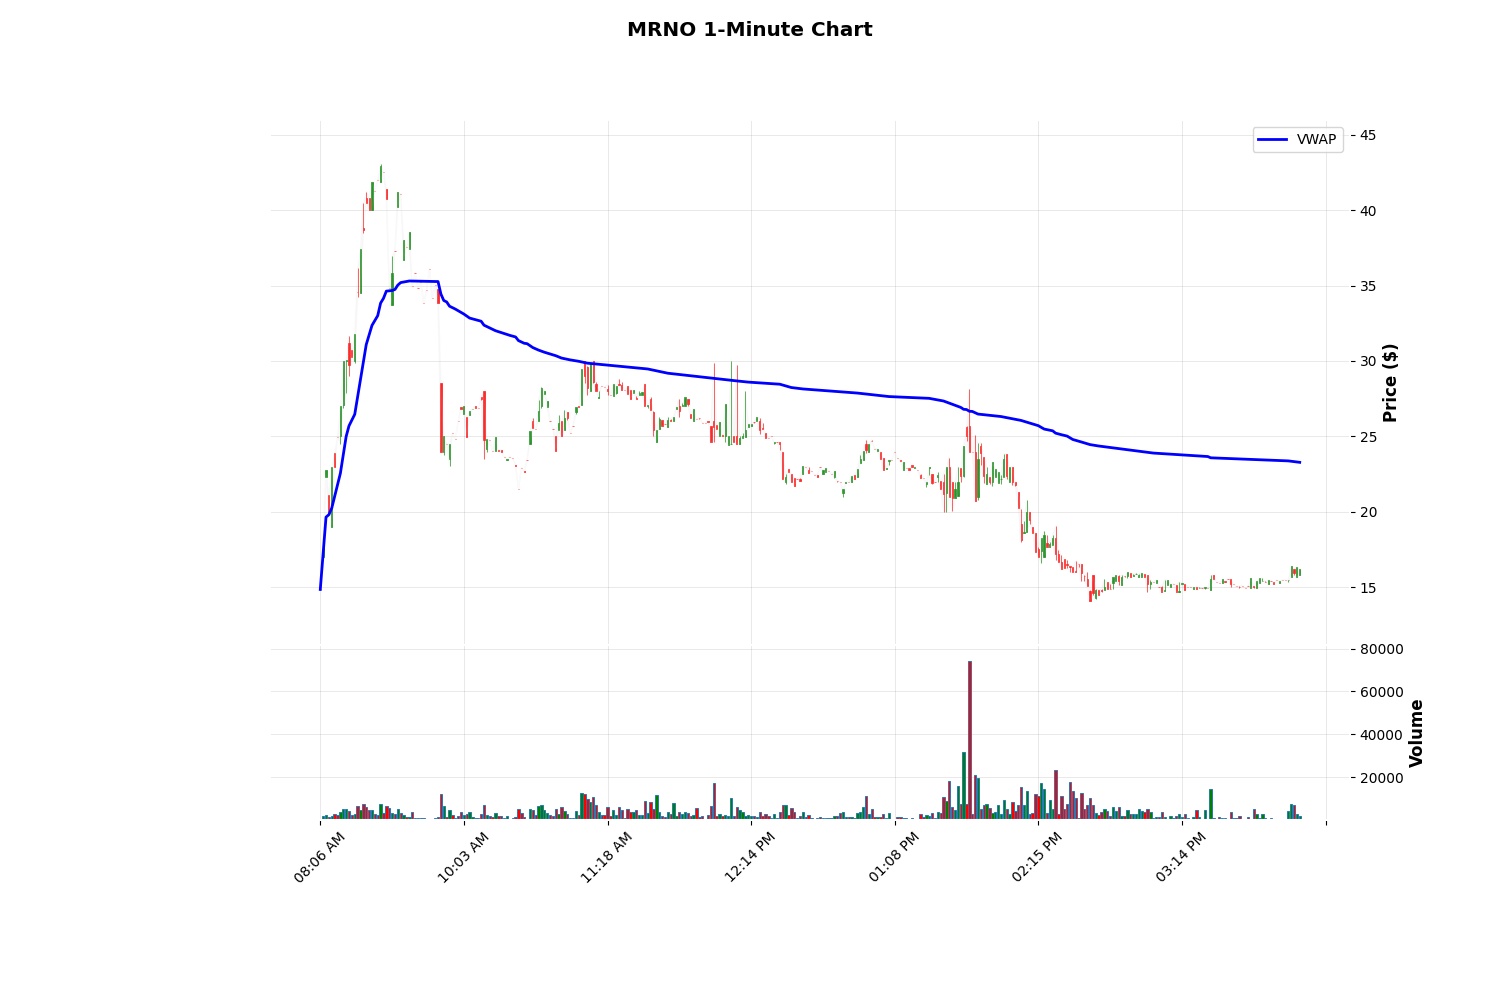 MRNO 1-Minute Chart
VWAP
45
40
35
30
25
20
15
Price ($)
80000
60000
40000
20000
Volume
08:06 AM
10:03 AM
11:18 AM
12:14 PM
01:08 PM
02:15 PM
03:14 PM